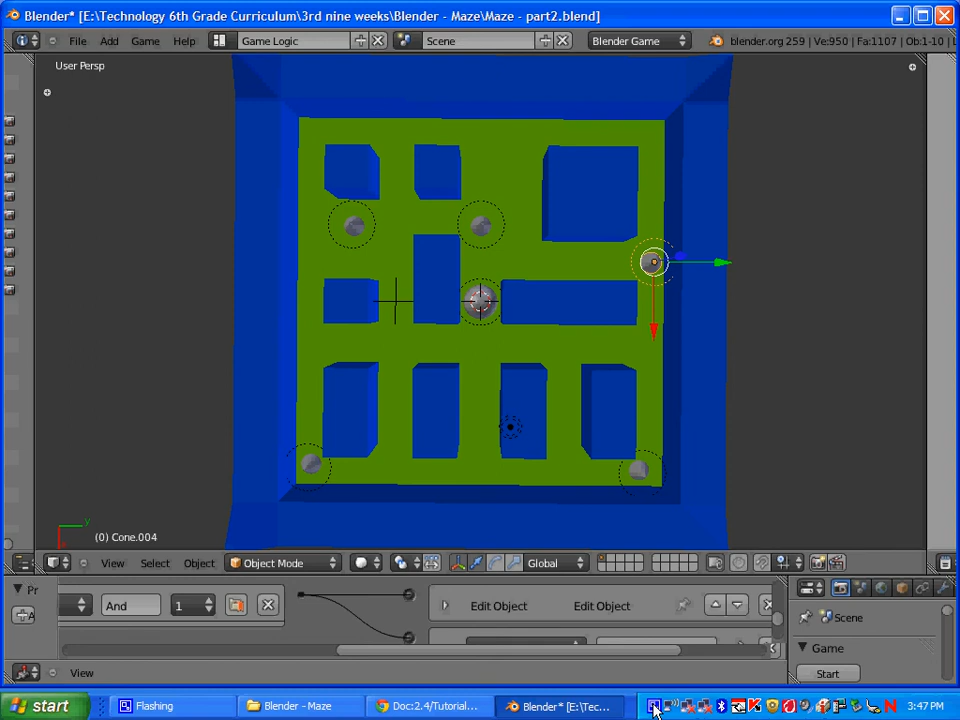 Blender* [E:\Technology 6th Grade Curriculum\3rd nine weeks\Blender - Maze\Maze - part2.blend]
File Add Game Help Game Logic Scene Blender Game blender.org 259 | Ve:950 | Fa:1107 | Ob:1-10 | L
User Persp
y
(0) Cone.004
View Select Object Object Mode Global
Pr
And 1 Edit Object Edit Object
A
Scene
Game
View
Start
start Flashing Blender - Maze Doc:2.4/Tutorial... Blender* [E:\Tec... 3:47 PM